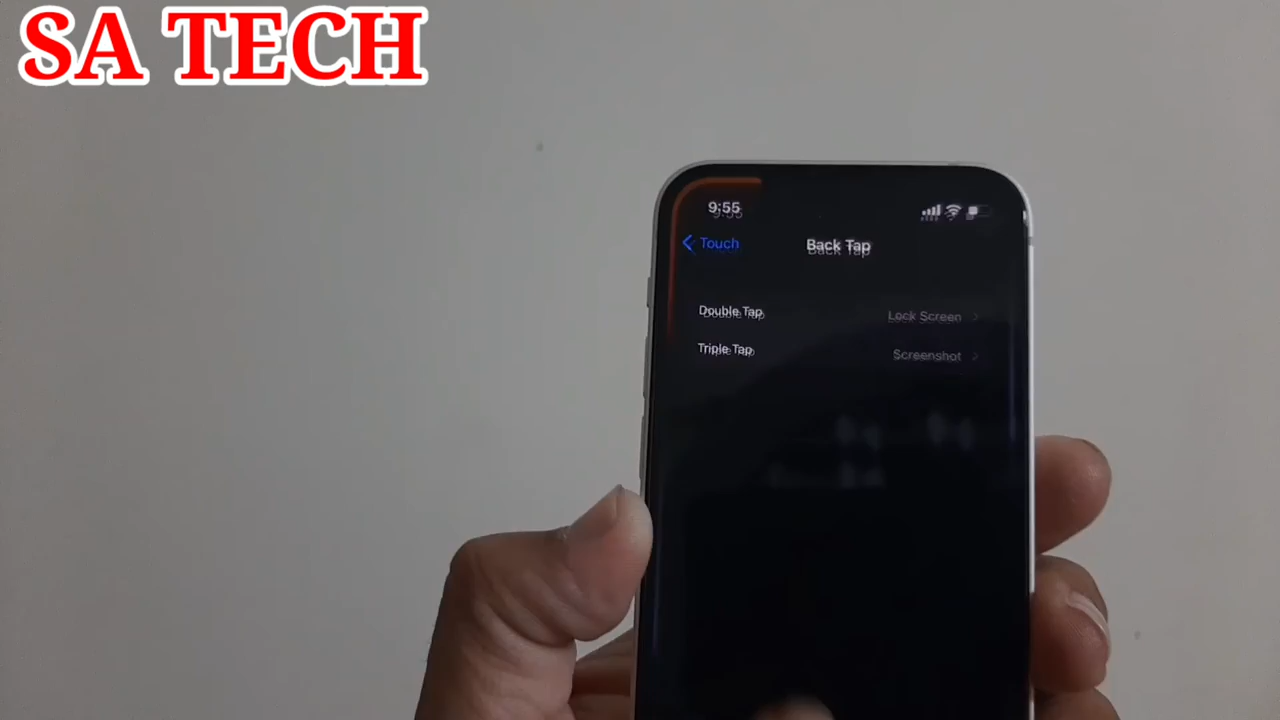 SA TECH
9:55
Touch
Back Tap
Double Tap
Lock Screen
Triple Tap
Screenshot